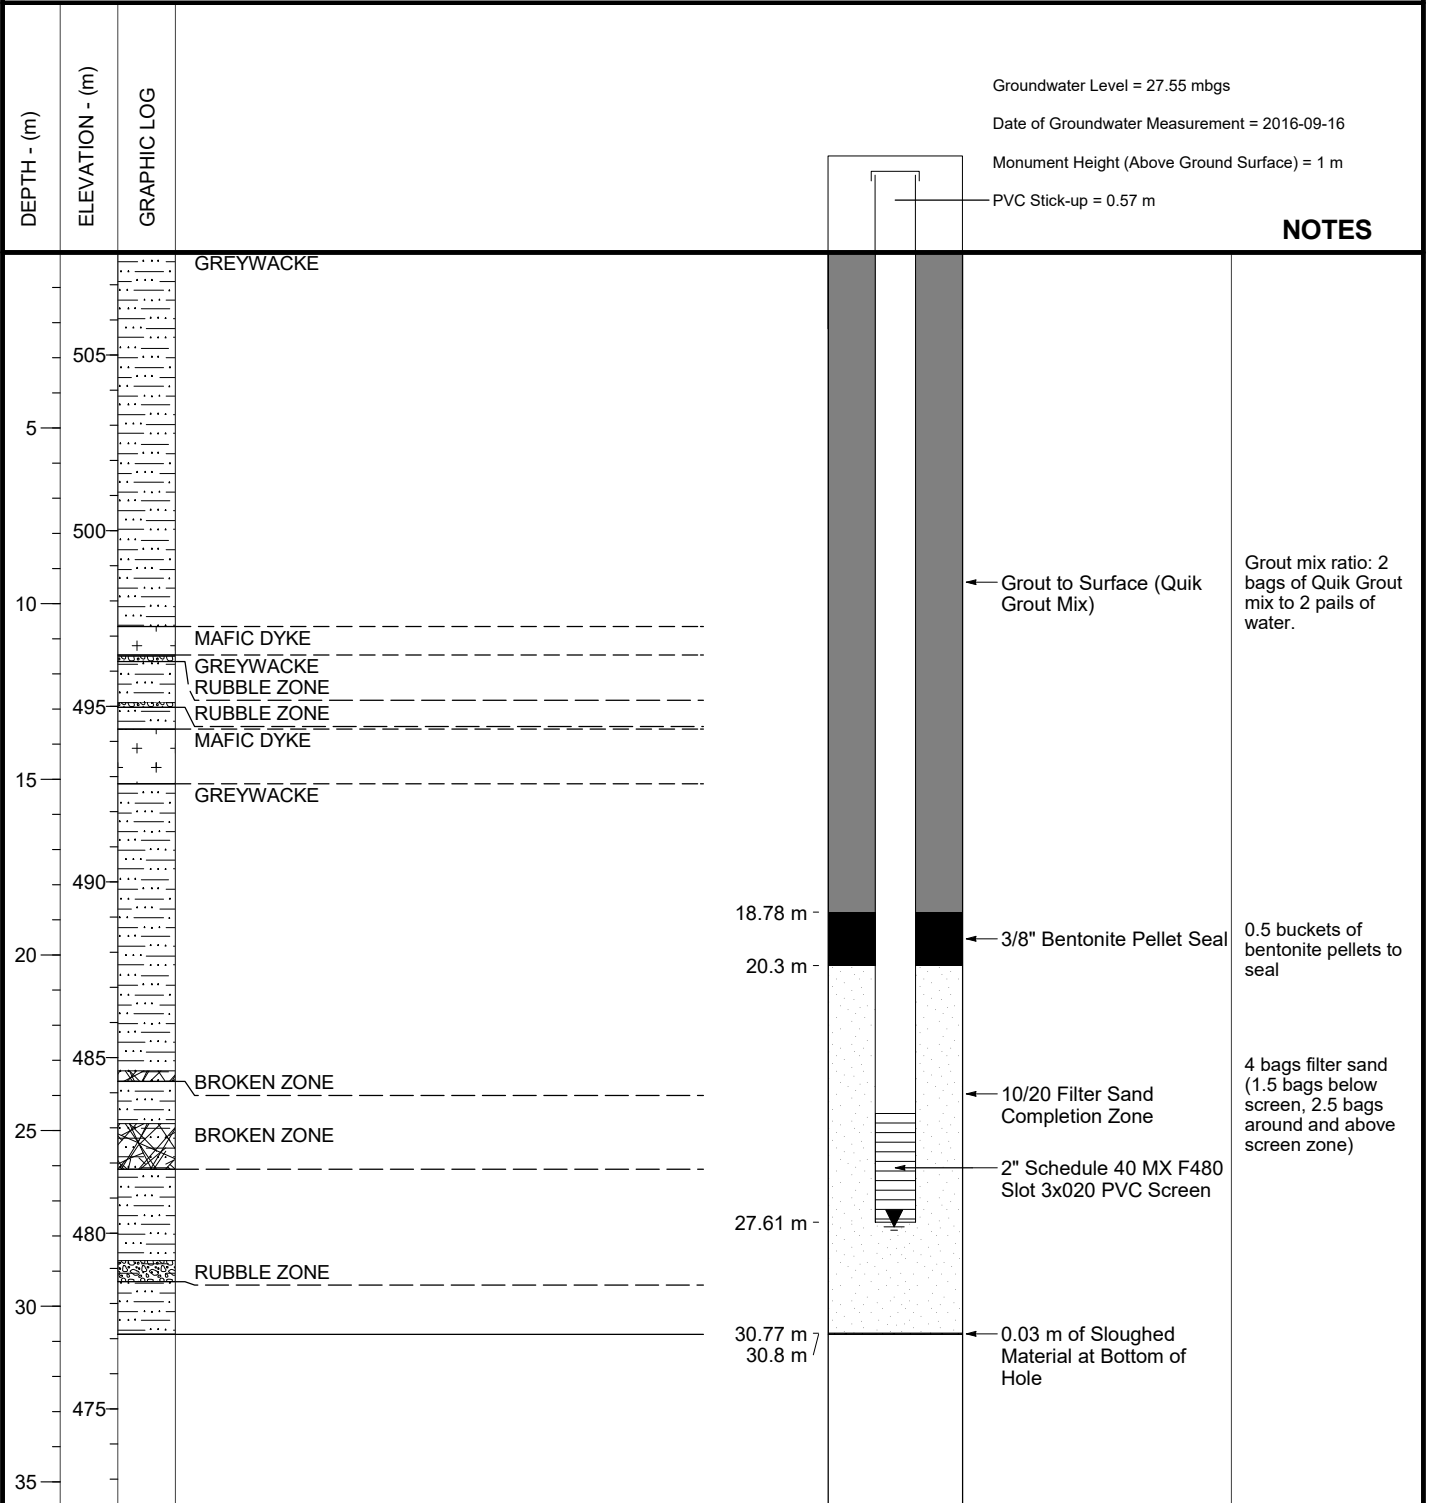 Groundwater Level = 27.55 mbgs
Date of Groundwater Measurement = 2016-09-16
Monument Height (Above Ground Surface) = 1 m
PVC Stick-up = 0.57 m
DEPTH - (m)
ELEVATION - (m)
GRAPHIC LOG
NOTES
GREYWACKE
505
5
500
Grout to Surface (Quik
Grout Mix)
Grout mix ratio: 2
bags of Quik Grout
mix to 2 pails of
water.
10
MAFIC DYKE
GREYWACKE
RUBBLE ZONE
495
RUBBLE ZONE
MAFIC DYKE
15
GREYWACKE
490
18.78 m
3/8" Bentonite Pellet Seal
0.5 buckets of
bentonite pellets to
seal
20
20.3 m
485
BROKEN ZONE
10/20 Filter Sand
Completion Zone
4 bags filter sand
(1.5 bags below
screen, 2.5 bags
around and above
screen zone)
25
BROKEN ZONE
2" Schedule 40 MX F480
Slot 3x020 PVC Screen
27.61 m
480
RUBBLE ZONE
30
30.77 m
30.8 m
0.03 m of Sloughed
Material at Bottom of
Hole
475
35